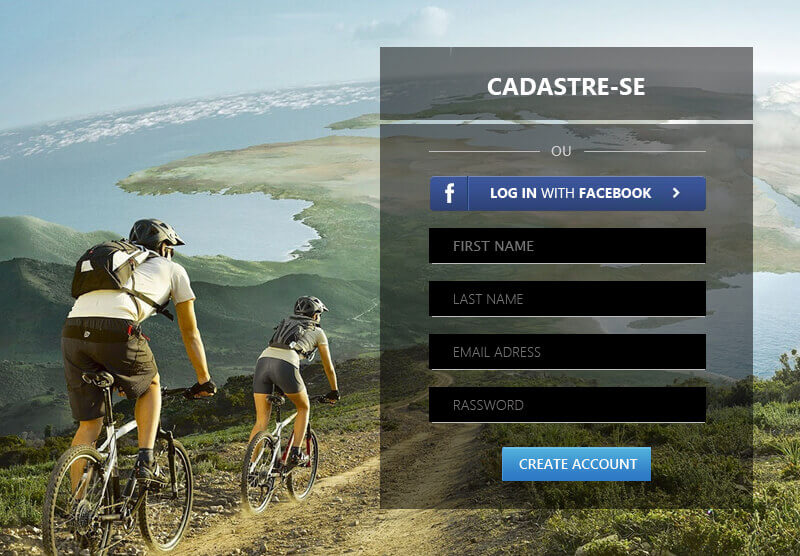 CADASTRE-SE
OU
f LOG IN WITH FACEBOOK
FIRST NAME
LAST NAME
EMAIL ADRESS
RASSWORD
CREATE ACCOUNT